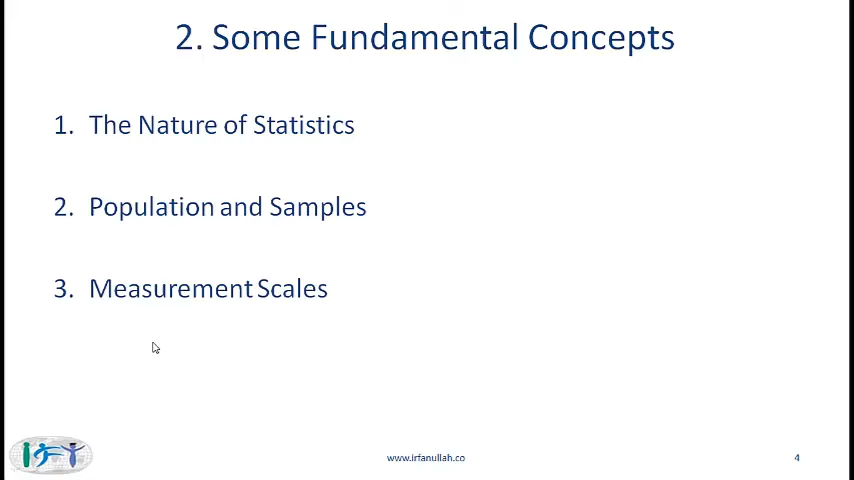 2. Some Fundamental Concepts
1. The Nature of Statistics
2. Population and Samples
3. Measurement Scales
www.irfanullah.co
4